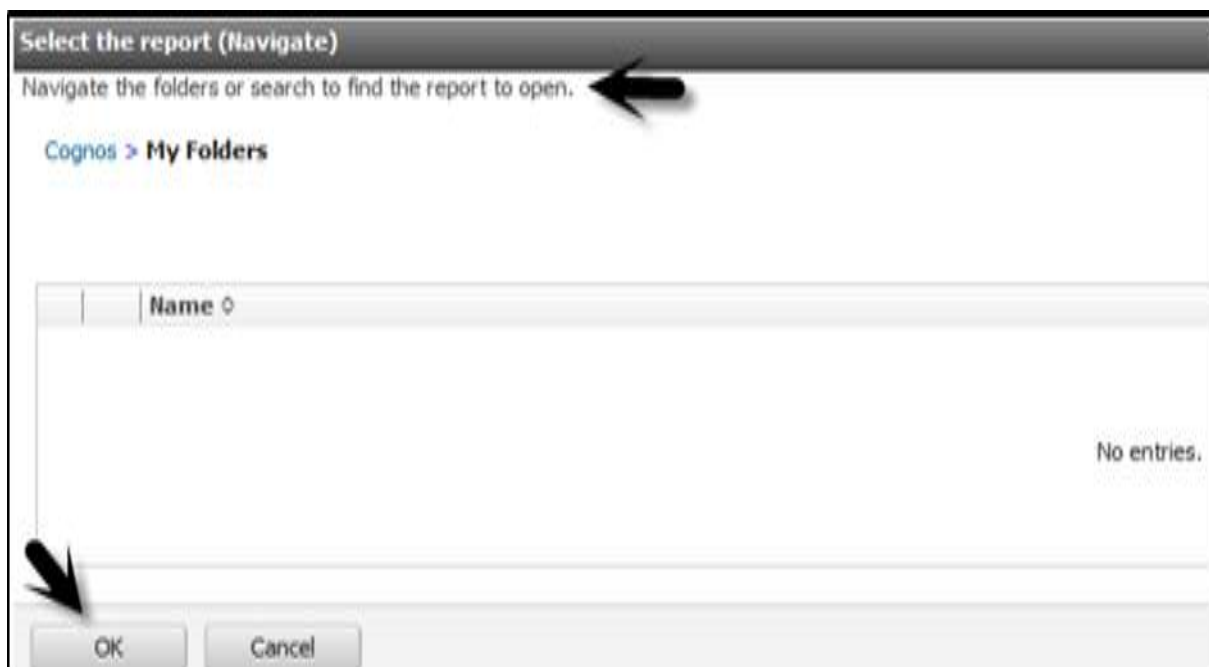 Select the report (Navigate)
Navigate the folders or search to find the report to open.
Cognos > My Folders
Name
No entries.
OK Cancel